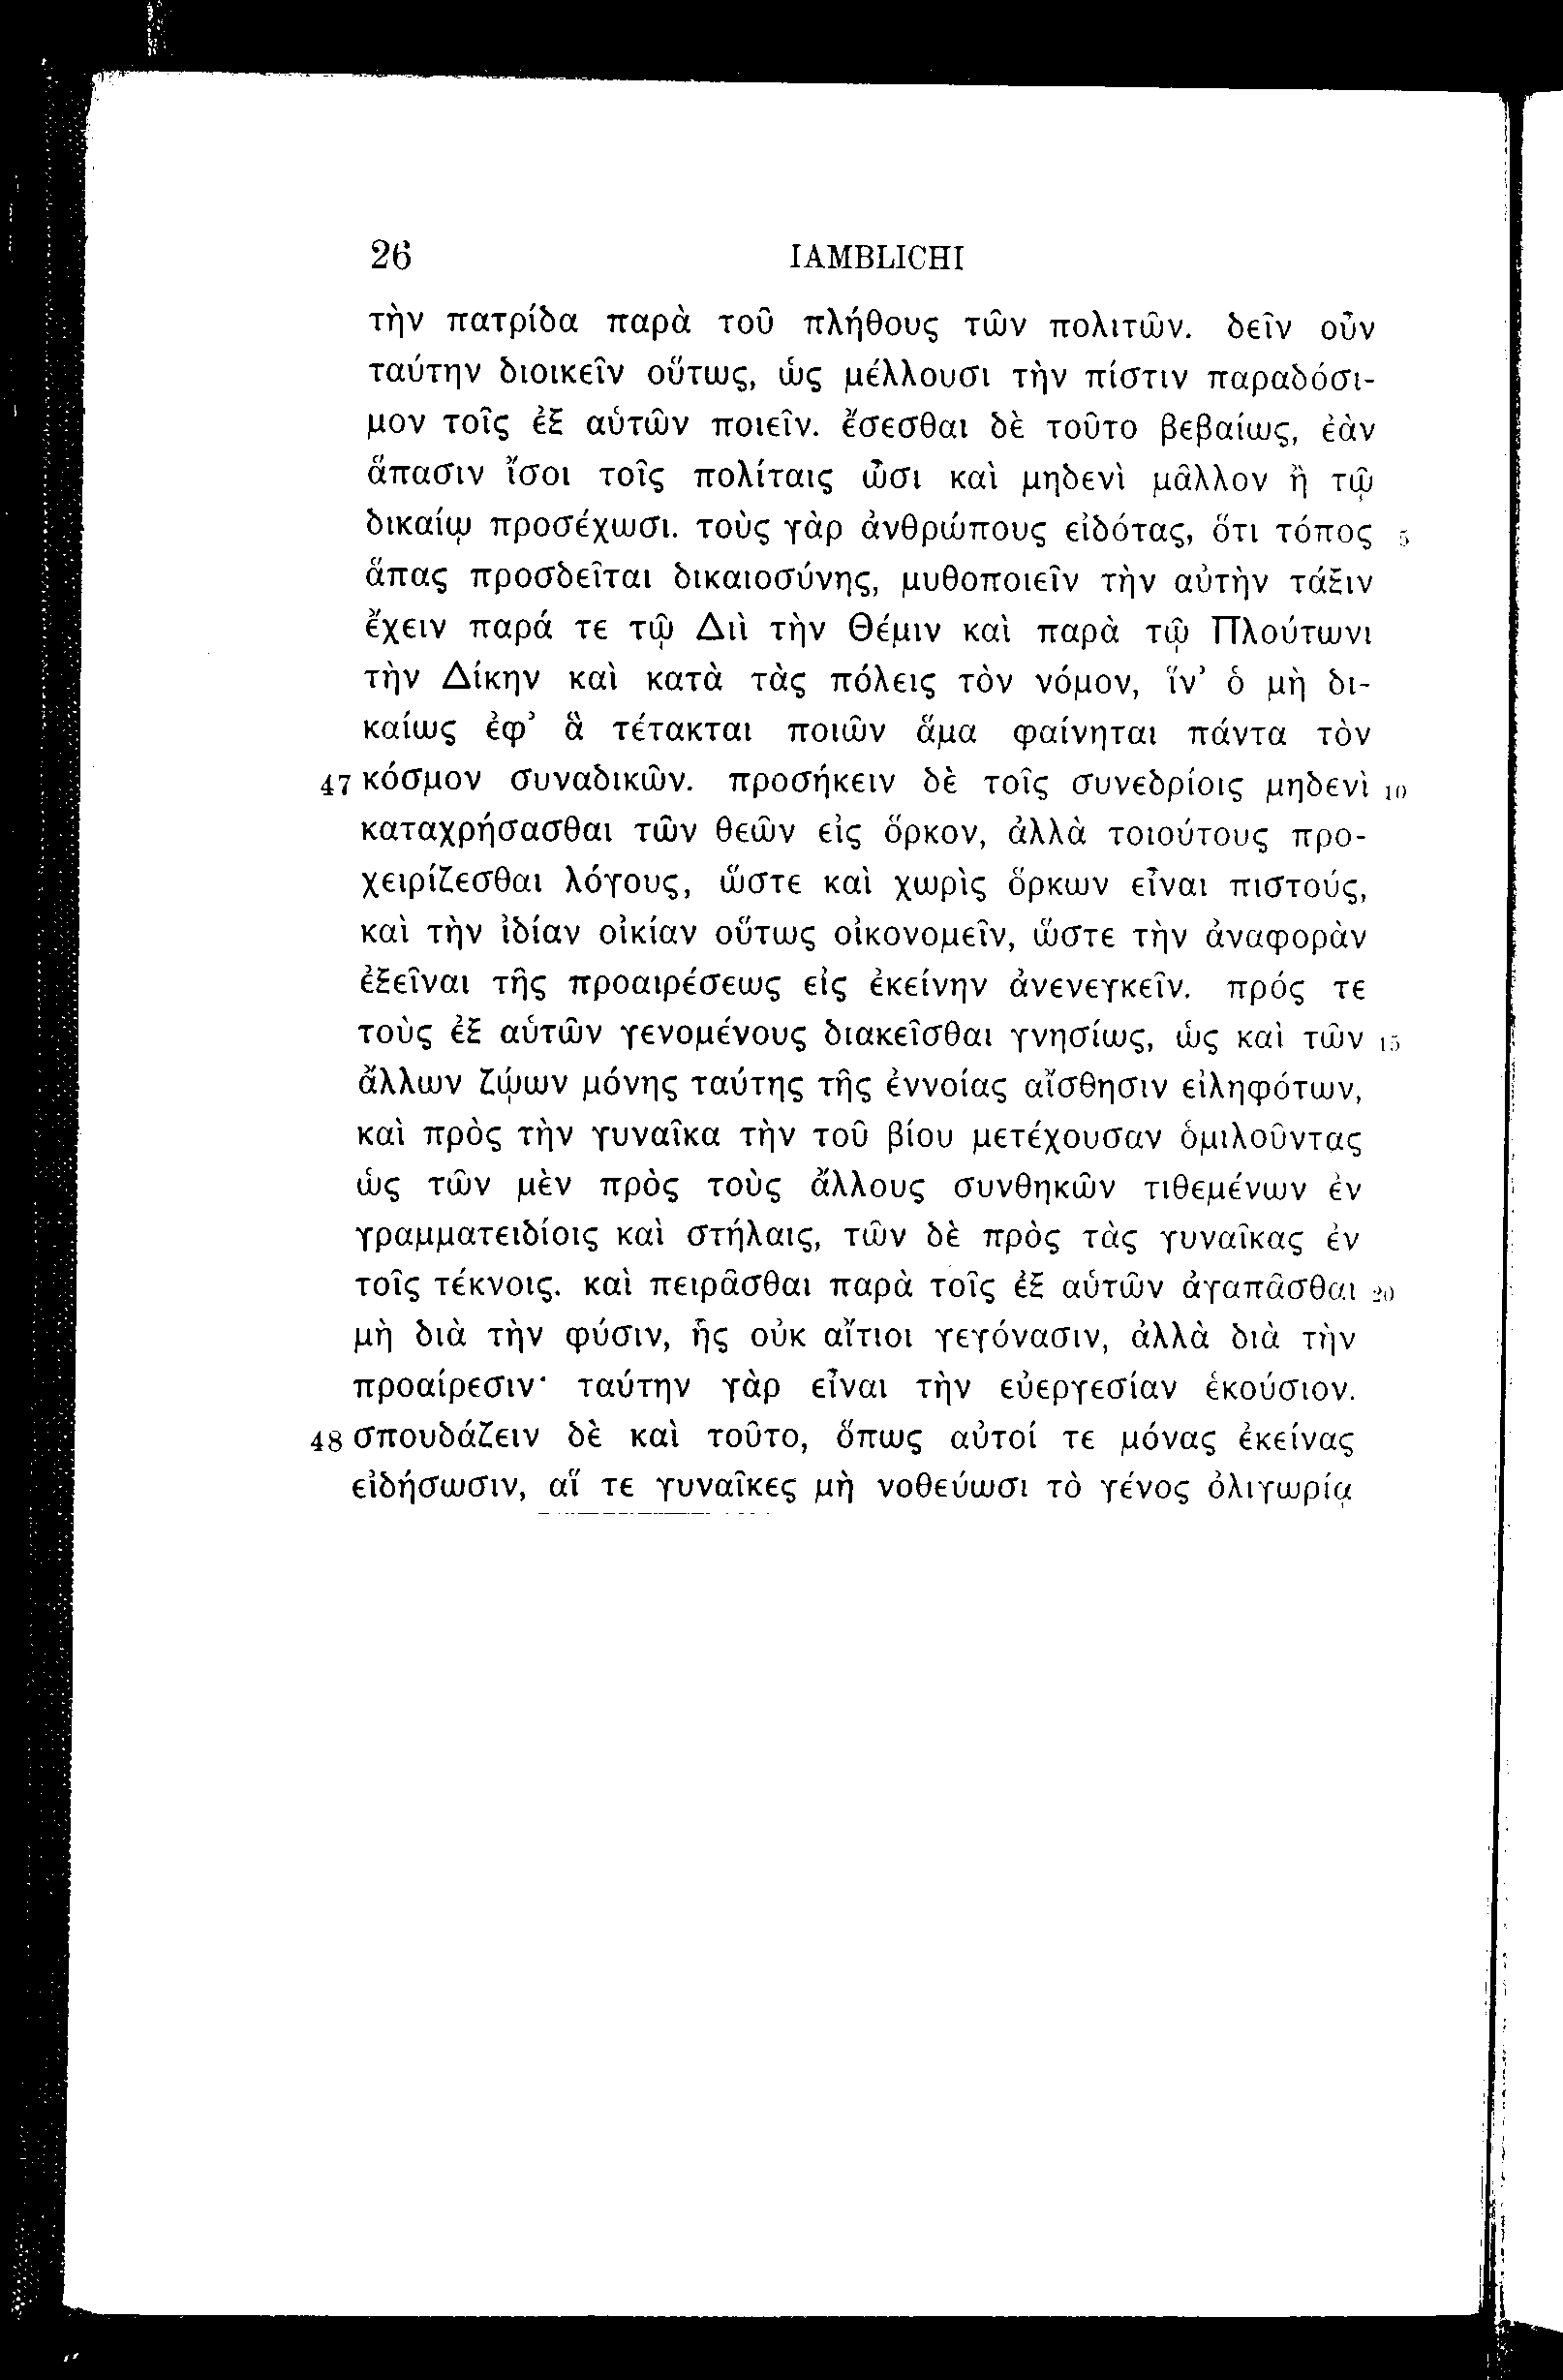 26 IAMBLICHI
τὴν πατρίδα παρὰ τοῦ πλήθους τῶν πολιτῶν. δεῖν οὖν
ταύτην διοικεῖν οὕτως, ὡς μέλλουσι τὴν πίστιν παραδόσι-
μον τοῖς ἐξ αὑτῶν ποιεῖν. ἔσεσθαι δὲ τοῦτο βεβαίως, ἐὰν
ἅπασιν ἴσοι τοῖς πολίταις ὦσι καὶ μηδενὶ μᾶλλον ἢ τῷ
δικαίῳ προσέχωσι. τοὺς γὰρ ἀνθρώπους εἰδότας, ὅτι τόπος 5
ἅπας προσδεῖται δικαιοσύνης, μυθοποιεῖν τὴν αὐτὴν τάξιν
ἔχειν παρά τε τῷ Διὶ τὴν Θέμιν καὶ παρὰ τῷ Πλούτωνι
τὴν Δίκην καὶ κατὰ τὰς πόλεις τὸν νόμον, ἵν’ ὁ μὴ δι-
καίως ἐφ’ ἃ τέτακται ποιῶν ἅμα φαίνηται πάντα τὸν
47 κόσμον συναδικῶν. προσήκειν δὲ τοῖς συνεδρίοις μηδενὶ 10
καταχρήσασθαι τῶν θεῶν εἰς ὅρκον, ἀλλὰ τοιούτους προ-
χειρίζεσθαι λόγους, ὥστε καὶ χωρὶς ὅρκων εἶναι πιστούς,
καὶ τὴν ἰδίαν οἰκίαν οὕτως οἰκονομεῖν, ὥστε τὴν ἀναφορὰν
ἐξεῖναι τῆς προαιρέσεως εἰς ἐκείνην ἀνενεγκεῖν. πρός τε
τοὺς ἐξ αὑτῶν γενομένους διακεῖσθαι γνησίως, ὡς καὶ τῶν 15
ἄλλων ζῴων μόνης ταύτης τῆς ἐννοίας αἴσθησιν εἰληφότων,
καὶ πρὸς τὴν γυναῖκα τὴν τοῦ βίου μετέχουσαν ὁμιλοῦντας
ὡς τῶν μὲν πρὸς τοὺς ἄλλους συνθηκῶν τιθεμένων ἐν
γραμματειδίοις καὶ στήλαις, τῶν δὲ πρὸς τὰς γυναῖκας ἐν
τοῖς τέκνοις. καὶ πειρᾶσθαι παρὰ τοῖς ἐξ αὑτῶν ἀγαπᾶσθαι 20
μὴ διὰ τὴν φύσιν, ἧς οὐκ αἴτιοι γεγόνασιν, ἀλλὰ διὰ τὴν
προαίρεσιν· ταύτην γὰρ εἶναι τὴν εὐεργεσίαν ἑκούσιον.
48 σπουδάζειν δὲ καὶ τοῦτο, ὅπως αὐτοί τε μόνας ἐκείνας
εἰδήσωσιν, αἵ τε γυναῖκες μὴ νοθεύωσι τὸ γένος ὀλιγωρίᾳ